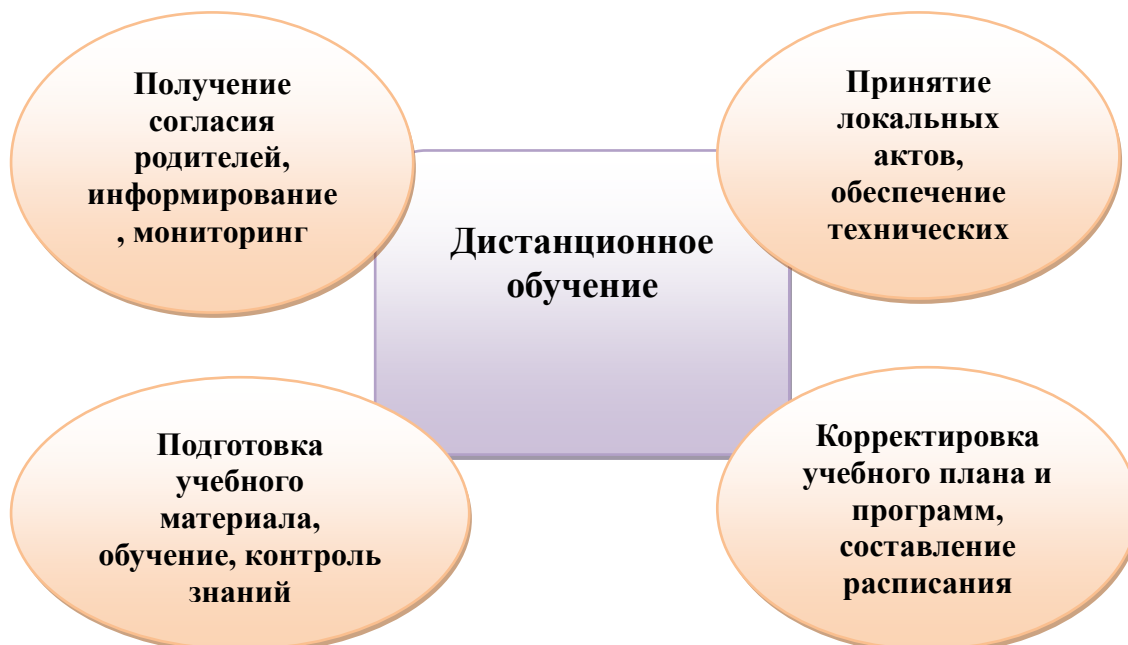 Получение
согласия
родителей,
информирование
, мониторинг
Принятие
локальных
актов,
обеспечение
технических
Дистанционное
обучение
Подготовка
учебного
материала,
обучение, контроль
знаний
Корректировка
учебного плана и
программ,
составление
расписания